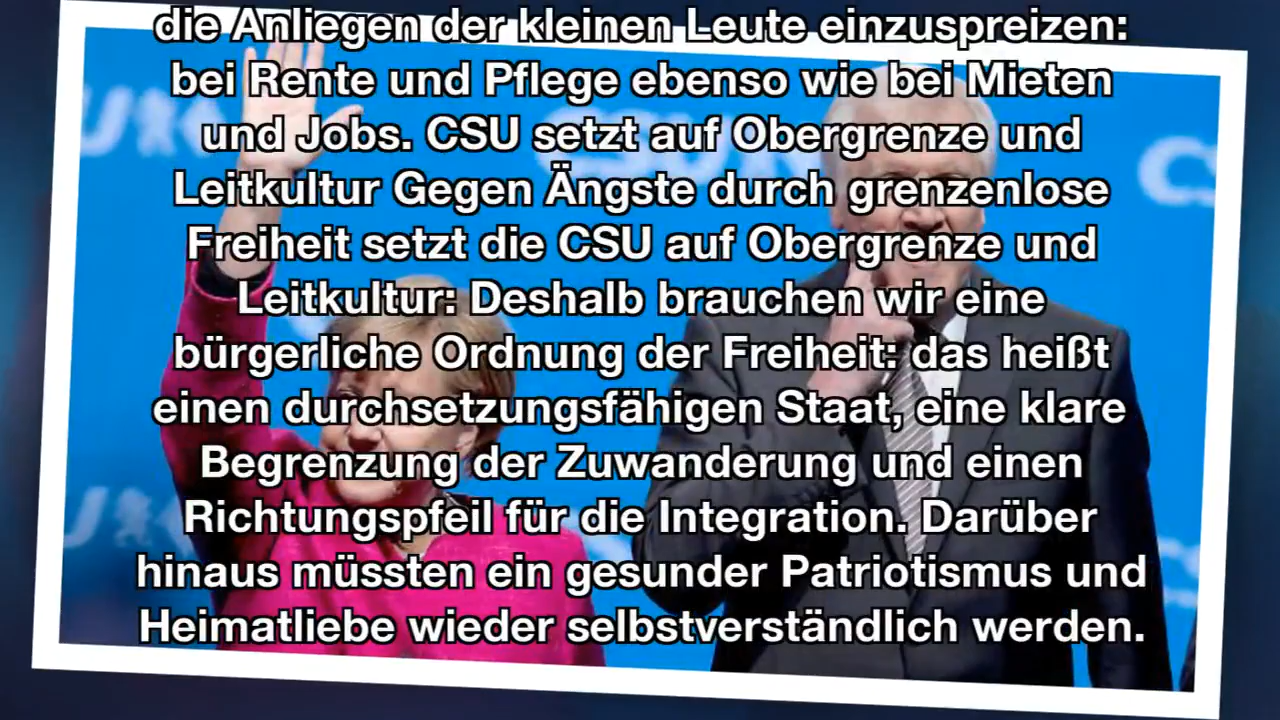 die Anliegen der kleinen Leute einzuspreizen:
bei Rente und Pflege ebenso wie bei Mieten
und Jobs. CSU setzt auf Obergrenze und
Leitkultur Gegen Ängste durch grenzenlose
Freiheit setzt die CSU auf Obergrenze und
Leitkultur: Deshalb brauchen wir eine
bürgerliche Ordnung der Freiheit: das heißt
einen durchsetzungsfähigen Staat, eine klare
Begrenzung der Zuwanderung und einen
Richtungspfeil für die Integration. Darüber
hinaus müssten ein gesunder Patriotismus und
Heimatliebe wieder selbstverständlich werden.